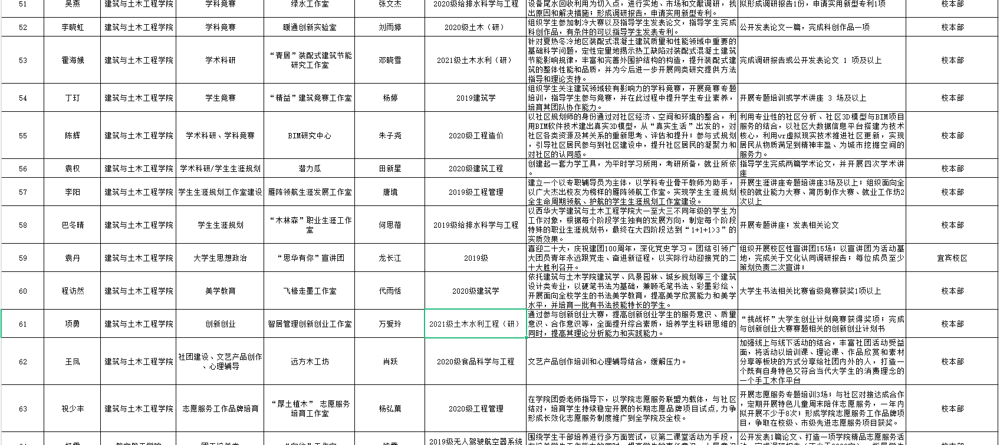 51 吴燕 建筑与土木工程学院 学科竞赛 绿水工作室 张文杰 2020级给排水科学与工程 设备尾水回收利用为切入点，进行实地、市场和文献调研，找 拟形成调研报告1份，申请实用新型专利1项 校本部
出原因和解决措施；形成调研报告，申请实用新型专利。
52 李晓虹 建筑与土木工程学院 学科竞赛 暖通创新实验室 刘雨婷 2020级土木（研） 组织学生参加制冷大赛以及指导学生发表论文，指导学生完成 公开发表论文一篇，完成科创作品一项 校本部
科创作品，有条件的可以指导学生发表专利。
53 霍海娥 建筑与土木工程学院 学术科研 “青居”装配式建筑节能 邓晓雪 2021级土木水利（研） 针对夏热冬冷地区装配式混凝土建筑质量和性能领域中重要的 完成调研报告或公开发表论文 1 项及以上 校本部
研究工作室 基础科学问题，定性定量地揭示热工缺陷对装配式混凝土建筑
节能影响规律，丰富和完善外围护结构的构造，提升装配式建
筑的整体性能和品质，并为今后进一步开展同类研究提供方法
指导和理论支持。
54 丁玎 建筑与土木工程学院 学生竞赛 “精益”建筑竞赛工作室 杨婷 2019建筑学 组织学生关注建筑领域较有影响力的学科竞赛，开展竞赛专题 开展专题培训或学术讲座 3 场及以上 校本部
培训，指导学生参与竞赛，并在此过程中提升学生专业素养，
培育其团队协作能力。
55 陈辉 建筑与土木工程学院 学术科研、学科竞赛 BIM研究中心 朱子尧 2020级工程造价 以社区规划师的身份通过对社区经济、空间和环境的整合，利 利用专业性的社区分析、社区3D模型与BIM项目 校本部
用BIM软件技术建出真实3D模型，从“真实生活”出发的，对 服务的结合，以社区大数据信息平台搭建为技术
社区各类资源及其关系的重新思考、评估和提升；参与式规划 核心，利用vr虚拟现实技术推进社区更新，实现
，引导社区居民参与到社区建设中，提升社区居民的凝聚力和 居民从物质满足到精神丰盈、为城市挖掘空间的
对社区的认同感。 服务力。
56 袁权 建筑与土木工程学院 学术科研/学生生涯规划 潜力瓜 田新星 2020级建筑工程 创建起一套力学工具，为平时学习所用，考研所备，就业所依 指导学生完成两篇学术论文，并开展四次学术讲 校本部
。 座
57 李阳 建筑与土木工程学院 学生生涯规划工作室建设 雁阵领航生涯发展工作室 唐境 2019级工程管理 建立一个以专职辅导员为主体，以学科专业骨干教师为助手， 开展生涯讲座专题培讲座3场及以上；组织面向全 校本部
以广大杰出校友为榜样的雁阵领航工作室。实现学生生涯规划 校的就业能力大赛、简历制作大赛、就业工作坊2
全生命周期领航、护航的学生生涯规划工作室建设。 次以上
58 巴冬晴 建筑与土木工程学院 学生生涯规划 “木林森”职业生涯工作 何思蓓 2019级给排水科学与工程 以西华大学建筑与土木工程学院大一至大三不同年级的学生为 开展专题讲座；发表相关论文 校本部
室 工作对象，根据每个阶段学生独有的发展方向，制定每个阶段
特殊的职业生涯规划书，最终在大四阶段达到“1+1+1>3”的
实质效果。
59 袁丹 建筑与土木工程学院 大学生思想政治 “思华有你”宣讲团 龙长江 2019级 喜迎二十大，庆祝建团100周年，深化党史学习。团结引领广 组织开展校区性宣讲团15场；以宣讲团为活动基 宜宾校区
大团员青年永远跟党走、奋进新征程，以实际行动迎接党的二 地，完成关于文化认同调研报告；每位成员至少
十大胜利召开。 策划负责二次宣讲；
60 程访然 建筑与土木工程学院 美学教育 飞椽走墨工作室 代雨恬 2020级建筑学 依托建筑与土木学院建筑学、风景园林、城乡规划等三个建筑 大学生书法相关比赛省级竞赛获奖1项以上 校本部
设计类专业，以硬笔书法为基础，兼顾毛笔书法、彩墨彩绘、
开展面向全校学生的书法美学教育，提高美学欣赏能力和美学
水平，并培育一批有书法技能特长的学生。
61 项勇 建筑与土木工程学院 创新创业 智居管理创新创业工作室 万爱玲 2021级土木水利工程（研） 通过参与创新创业大赛，提高创新创业学生的服务意识、质量 “挑战杯”大学生创业计划竞赛获得奖项；完成 校本部
意识、合作意识等，全面提升综合素质，培养学生科研思维的 与创新创业大赛赛题相关的创新创业计划书
同时，提高其理论分析能力和实践能力。
62 王凤 建筑与土木工程学院 社团建设、文艺产品创作 远方木工坊 肖跃 2020级食品科学与工程 文艺产品创作培训和心理辅导结合，缓解压力。 加强线上与线下活动的结合，丰富社团活动受益 校本部
、心理辅导 面，将活动以培训课、理论课、作品欣赏和素材
分享等板块的方式分享给社团内外的人，打造一
个既有自身特色又符合当代大学生的消费理念的
一个手工木作平台
63 祝少丰 建筑与土木工程学院 志愿服务工作品牌培育 “厚土植木” 志愿服务 杨弘菓 2020级工程管理 在学院团委老师指导下，以学院志愿服务联盟为载体，与社区 开展志愿服务专题培训3场；与社区对接达成合作 校本部
培育工作室 结对，培育学生持续稳定开展的长期志愿品牌项目试点,力争 ，定期开展特色儿童周末陪伴志愿服务，一年内
形成长效化志愿服务制度推广到全学院及全校。 拟开展不少于8次；形成学院志愿服务工作品牌项
目，争取在校级、市级先进志愿服务项目获奖。
2019级无人驾驶航空器系统 围绕学生干部培养进行多方面尝试，以第二课堂活动为手段， 公开发表1篇论文、打造一项学院精品志愿服务活